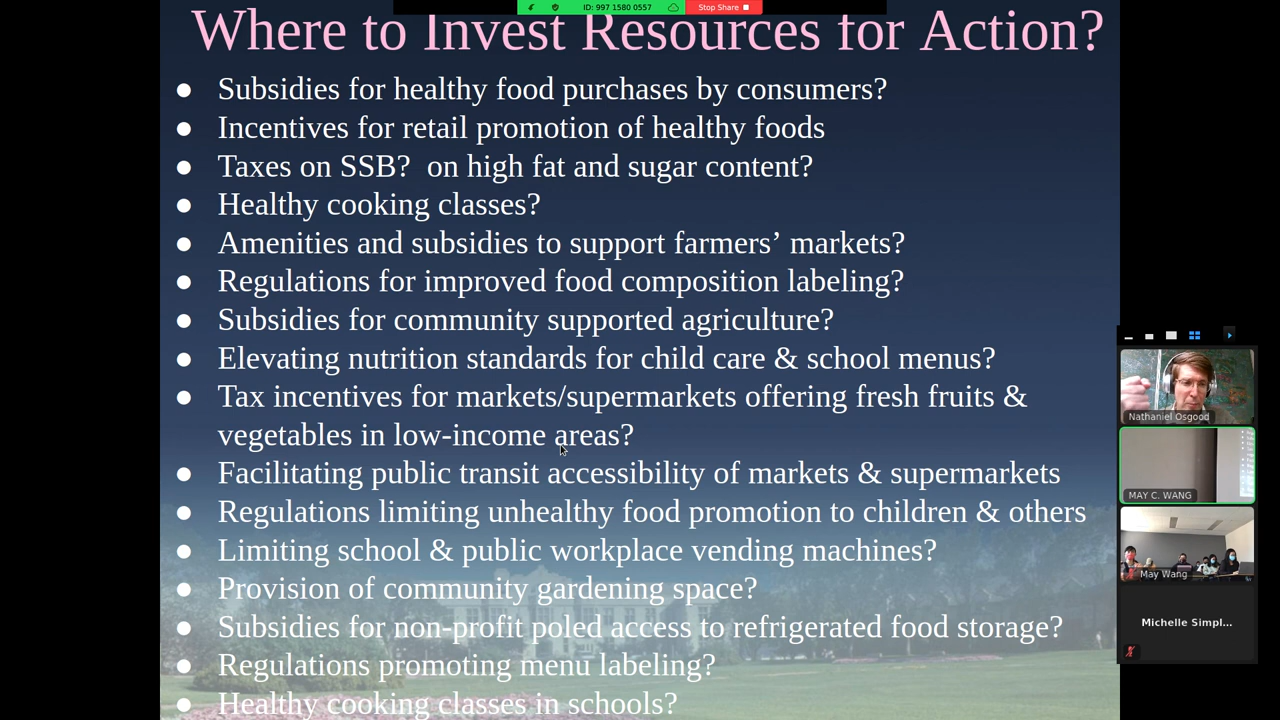 ID: 997 1580 0557
Stop Share
Where to Invest Resources for Action?
● Subsidies for healthy food purchases by consumers?
● Incentives for retail promotion of healthy foods
● Taxes on SSB?  on high fat and sugar content?
● Healthy cooking classes?
● Amenities and subsidies to support farmers’ markets?
● Regulations for improved food composition labeling?
● Subsidies for community supported agriculture?
● Elevating nutrition standards for child care & school menus?
● Tax incentives for markets/supermarkets offering fresh fruits &
vegetables in low-income areas?
● Facilitating public transit accessibility of markets & supermarkets
● Regulations limiting unhealthy food promotion to children & others
● Limiting school & public workplace vending machines?
● Provision of community gardening space?
● Subsidies for non-profit poled access to refrigerated food storage?
● Regulations promoting menu labeling?
● Healthy cooking classes in schools?
Nathaniel Osgood
MAY C. WANG
May Wang
Michelle Simpl...